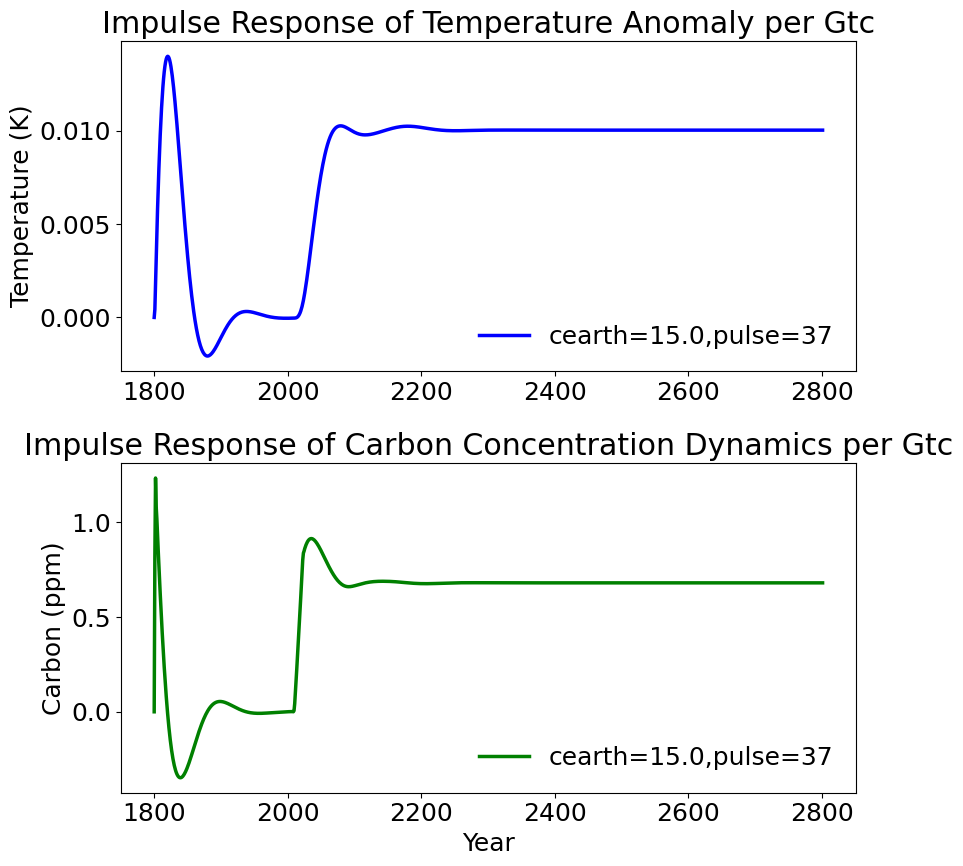 Impulse Response of Temperature Anomaly per Gtc
Temperature (K)
0.010
0.005
0.000
cearth=15.0,pulse=37
1800 2000 2200 2400 2600 2800
Impulse Response of Carbon Concentration Dynamics per Gtc
Carbon (ppm)
1.0
0.5
0.0
cearth=15.0,pulse=37
1800 2000 2200 2400 2600 2800
Year